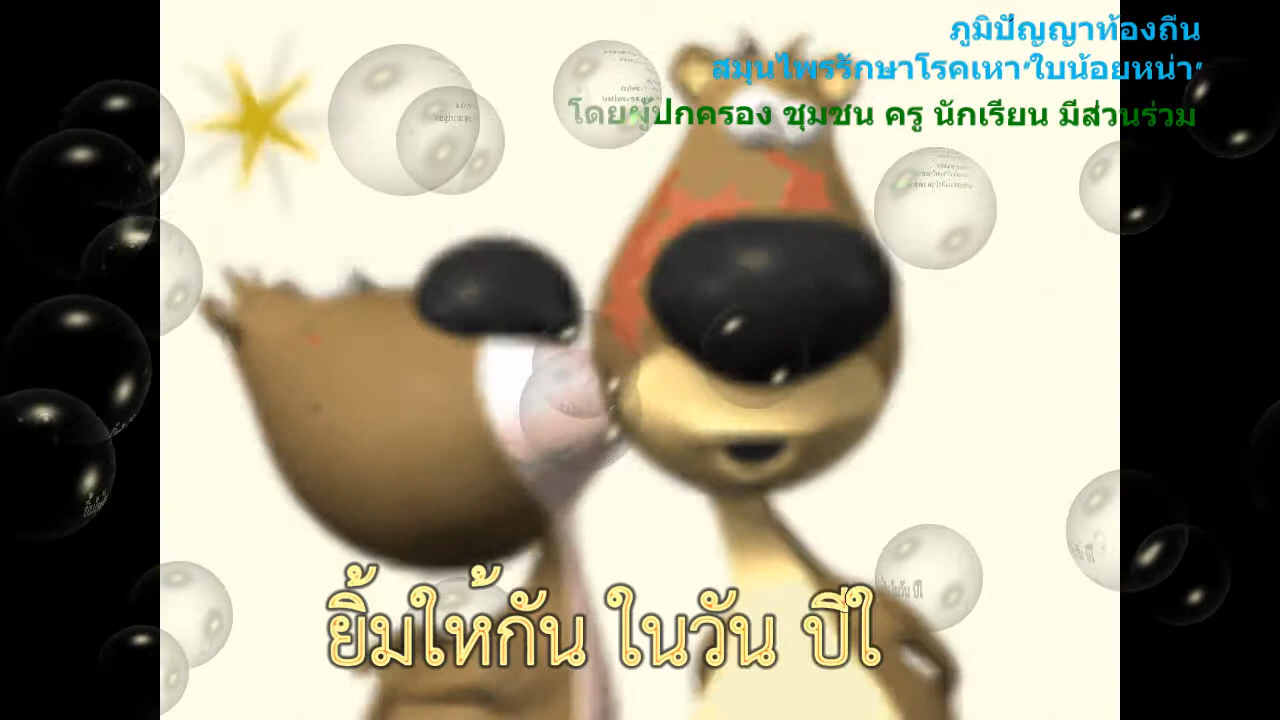 ภูมิปัญญาท้องถีน
สมุนไพรรักษาโรคเหา“ใบน้อยหน่า”
โดยผู้ปกครอง ชุมชน ครู นักเรียน มีส่วนร่วม
ยิ้มให้กัน ในวัน ปีใ